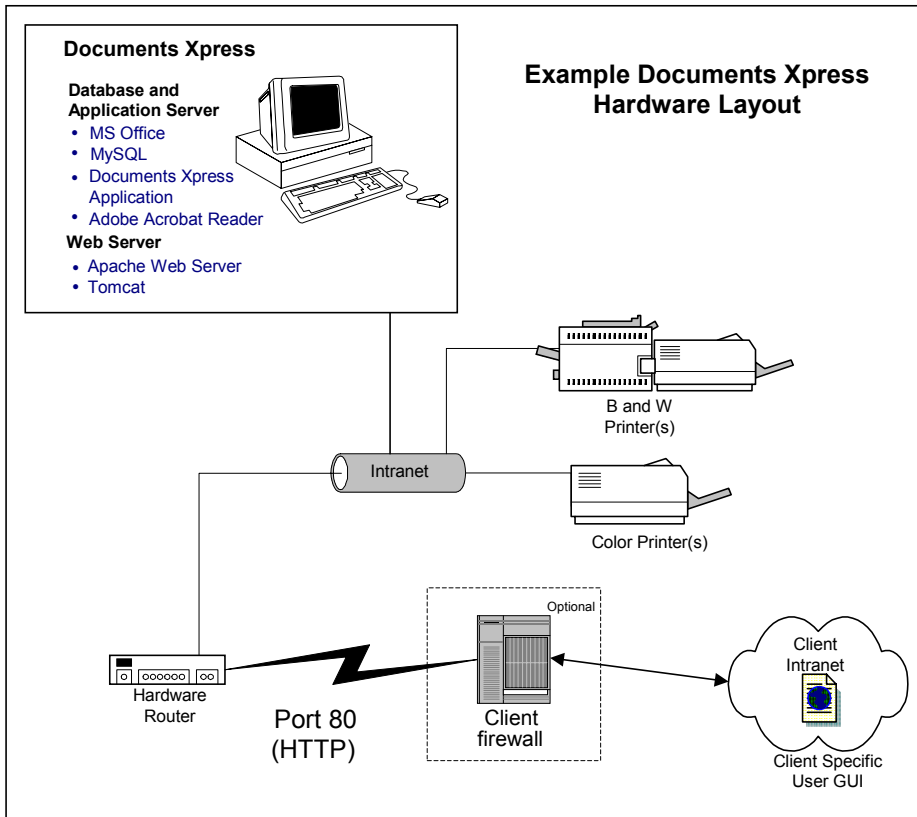 Documents Xpress
Database and
Application Server
• MS Office
• MySQL
• Documents Xpress
Application
• Adobe Acrobat Reader
Web Server
• Apache Web Server
• Tomcat
Example Documents Xpress
Hardware Layout
B and W
Printer(s)
Intranet
Color Printer(s)
Optional
Client
Intranet
Hardware
Router
Port 80
(HTTP)
Client
firewall
Client Specific
User GUI